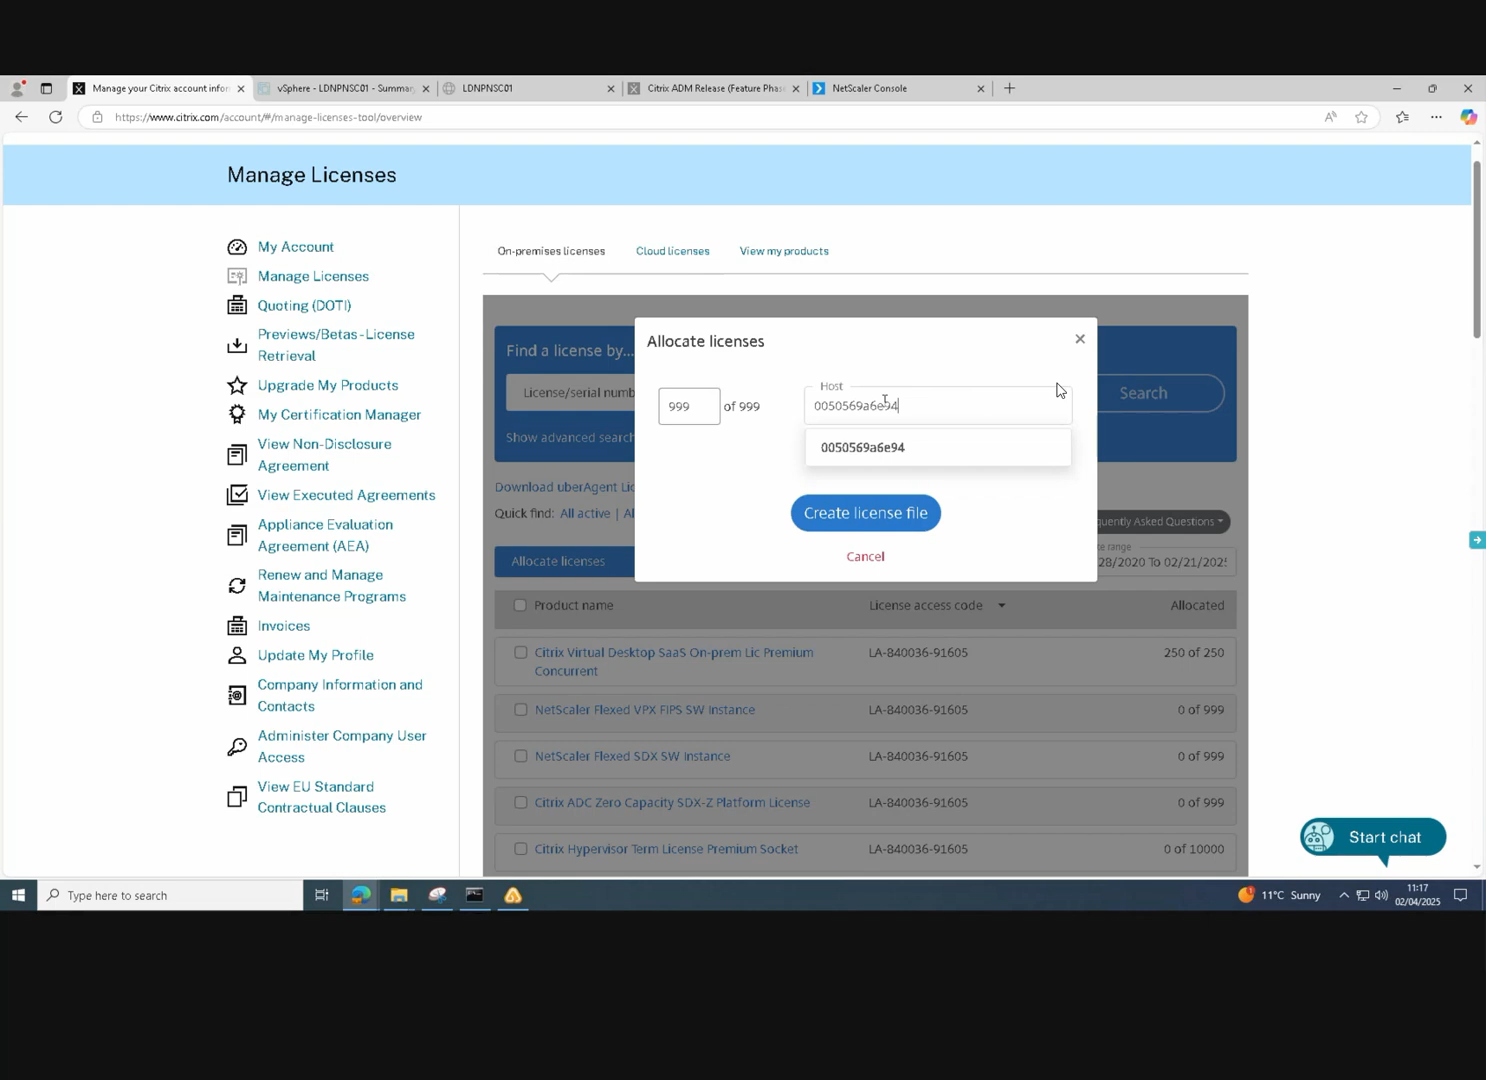 Manage your Citrix account infor
vSphere - LDNPNSC01 - Summar
LDNPNSC01
Citrix ADM Release (Feature Phase
NetScaler Console
https://www.citrix.com/account/#/manage-licenses-tool/overview
Manage Licenses
My Account
Manage Licenses
Quoting (DOTI)
Previews/Betas - License
Retrieval
Upgrade My Products
My Certification Manager
View Non-Disclosure
Agreement
View Executed Agreements
Appliance Evaluation
Agreement (AEA)
Renew and Manage
Maintenance Programs
Invoices
Update My Profile
Company Information and
Contacts
Administer Company User
Access
View EU Standard
Contractual Clauses
On-premises licenses
Cloud licenses
View my products
Find a license by...
License/serial numb
Search
Show advanced search
Download uberAgent Lic
Quick find: All active | Al
quently Asked Questions
Allocate licenses
te range
28/2020 To 02/21/2025
Allocate licenses
999 of 999
Host
0050569a6e94
0050569a6e94
Create license file
Cancel
Product name License access code Allocated
Citrix Virtual Desktop SaaS On-prem Lic Premium
Concurrent
LA-840036-91605 250 of 250
NetScaler Flexed VPX FIPS SW Instance LA-840036-91605 0 of 999
NetScaler Flexed SDX SW Instance LA-840036-91605 0 of 999
Citrix ADC Zero Capacity SDX-Z Platform License LA-840036-91605 0 of 999
Citrix Hypervisor Term License Premium Socket LA-840036-91605 0 of 10000
Start chat
Type here to search
11°C Sunny
11:17
02/04/2025